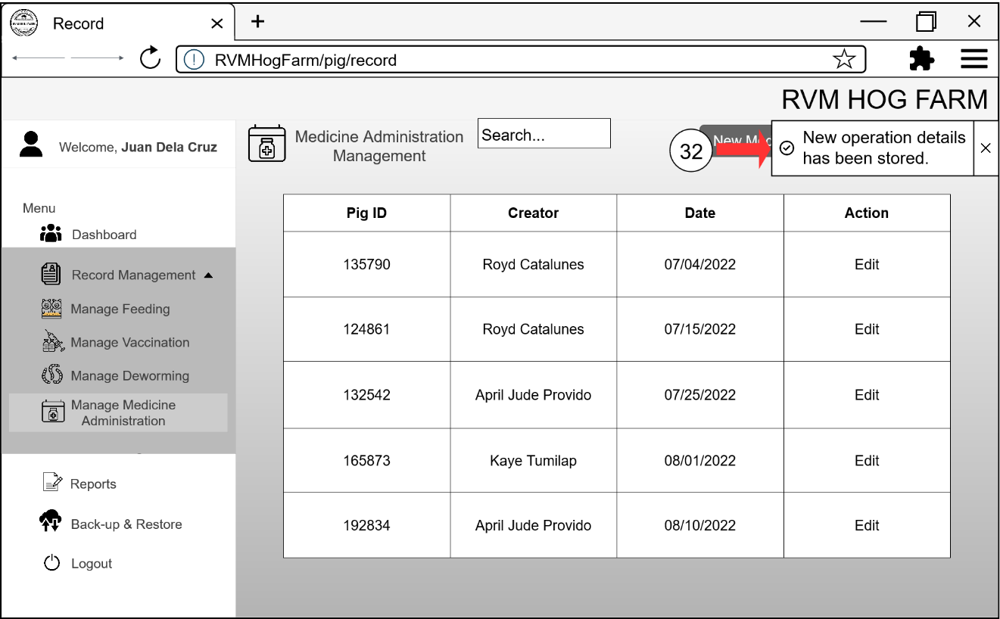 Record
RVMHogFarm/pig/record
RVM HOG FARM
Welcome, Juan Dela Cruz
Medicine Administration
Management
Search...
32
New
New operation details
has been stored.
Menu
Dashboard
Record Management
Manage Feeding
Manage Vaccination
Manage Deworming
Manage Medicine
Administration
Reports
Back-up & Restore
Logout
Pig ID Creator Date Action
135790 Royd Catalunes 07/04/2022 Edit
124861 Royd Catalunes 07/15/2022 Edit
132542 April Jude Provido 07/25/2022 Edit
165873 Kaye Tumilap 08/01/2022 Edit
192834 April Jude Provido 08/10/2022 Edit